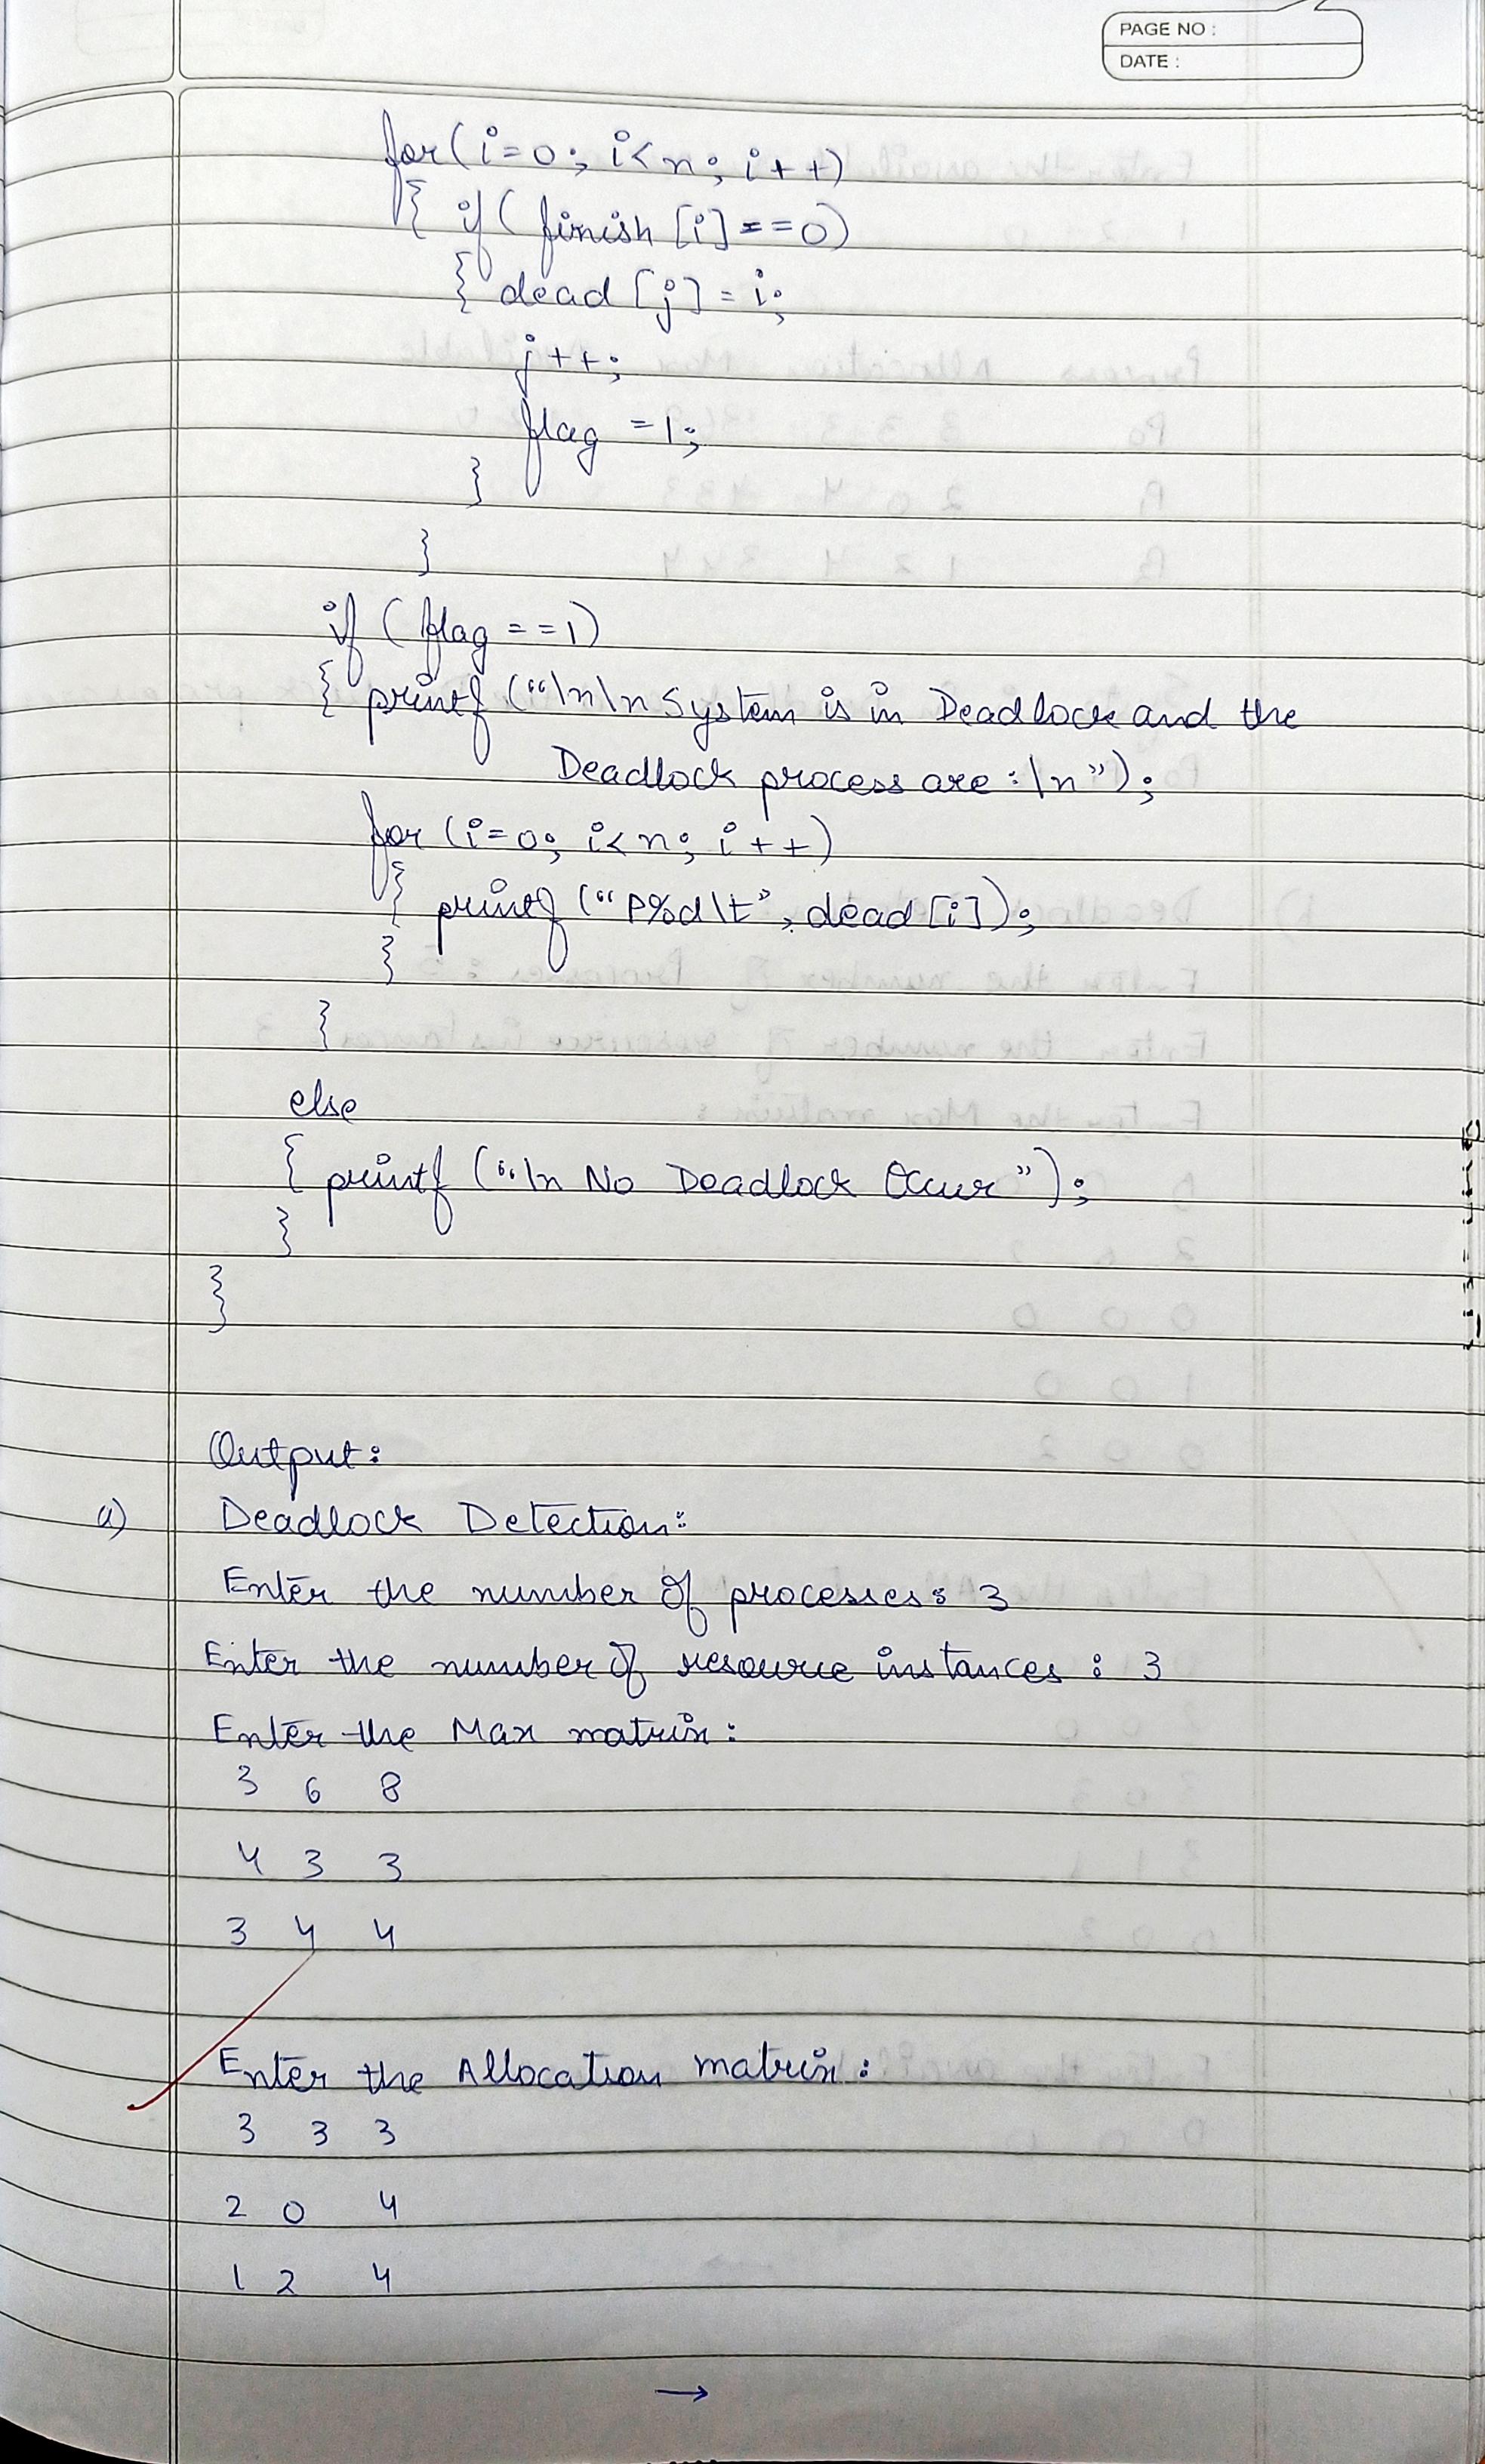 PAGE NO :
DATE :
for(i=0; i<n; i++)
{ if( finish [i]==0)
{ dead [j] = i;
j++;
flag =1;
}
}
if (flag ==1)
{ printf ("\n\n System is in Deadlock and the
Deadlock process are :\n");
for (i=0; i<n; i++)
{ printf ("P%d\t", dead [i]);
}
}
else
{ printf ("\n No Deadlock Occur");
}
}
Output:
a) Deadlock Detection:
Enter the number of processes: 3
Enter the number of resource instances : 3
Enter the Max matrix:
3 6 8
4 3 3
3 4 4
Enter the Allocation matrix:
3 3 3
2 0 4
1 2 4
→